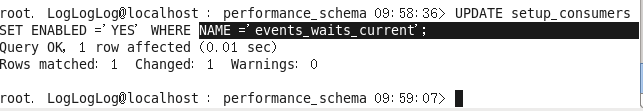 root. LogLogLog@localhost : performance_schema 09:58:36> UPDATE setup_consumers
SET ENABLED ='YES' WHERE NAME ='events_waits_current';
Query OK, 1 row affected (0.01 sec)
Rows matched: 1 Changed: 1 Warnings: 0
root. LogLogLog@localhost : performance_schema 09:59:07>